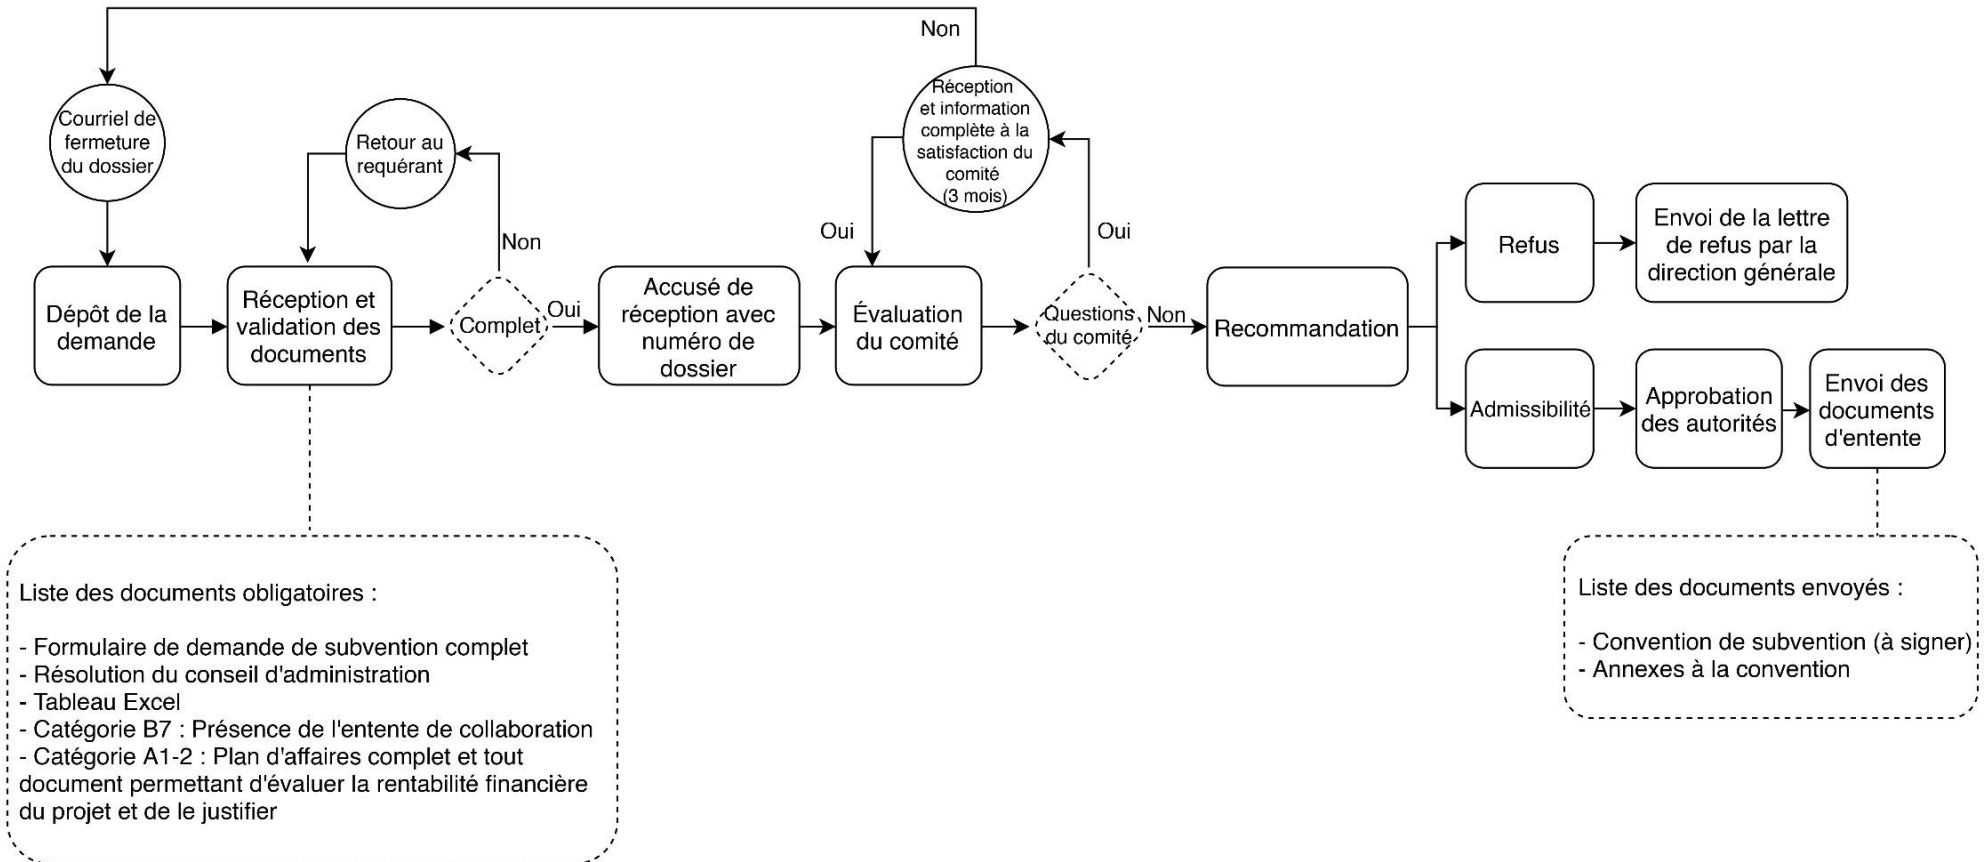 Non
Courriel de
fermeture
du dossier
Retour au
requérant
Réception
et information
complète à la
satisfaction du
comité
(3 mois)
Non
Oui
Oui
Dépôt de la
demande
Réception et
validation des
documents
Complet
Oui
Accusé de
réception avec
numéro de
dossier
Évaluation
du comité
Questions
du comité
Non
Recommandation
Refus
Envoi de la lettre
de refus par la
direction générale
Admissibilité
Approbation
des autorités
Envoi des
documents
d'entente
Liste des documents obligatoires :
- Formulaire de demande de subvention complet
- Résolution du conseil d'administration
- Tableau Excel
- Catégorie B7 : Présence de l'entente de collaboration
- Catégorie A1-2 : Plan d'affaires complet et tout
document permettant d'évaluer la rentabilité financière
du projet et de le justifier
Liste des documents envoyés :
- Convention de subvention (à signer)
- Annexes à la convention